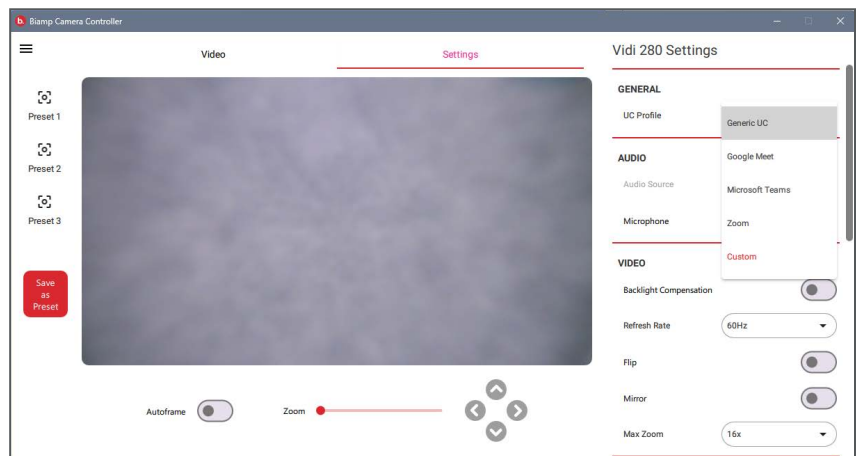 b. Biamp Camera Controller
Video
Settings
Vidi 280 Settings
Preset 1
Preset 2
Preset 3
Save
as
Preset
Autoframe
Zoom
GENERAL
UC Profile
Generic UC
Google Meet
Microsoft Teams
Zoom
Custom
AUDIO
Audio Source
Microphone
VIDEO
Backlight Compensation
Refresh Rate
60Hz
Flip
Mirror
Max Zoom
16x